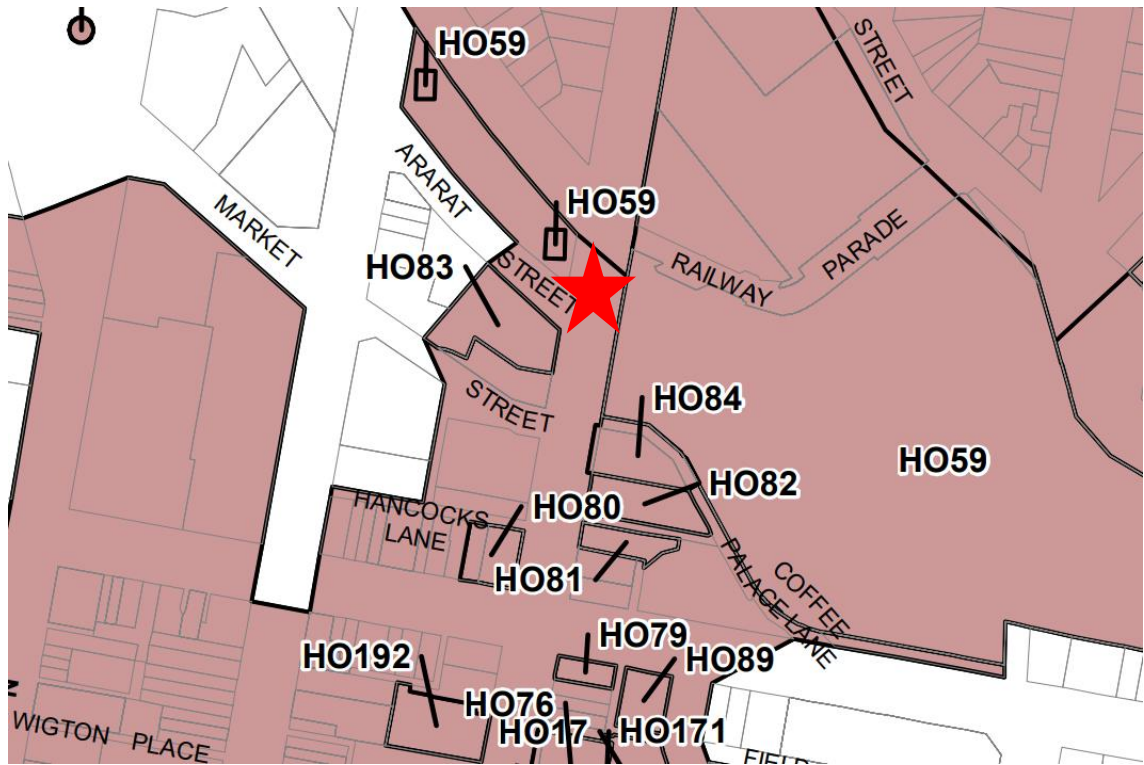 HO59
STREET
ARARAT
MARKET
HO59
HO83
STREET
RAILWAY
PARADE
STREET
HO84
HO59
HO82
HANCOCKS
LANE
HO80
HO81
COFFEE
PALACE LANE
HO79
HO89
HO192
HO76
HO17
HO171
WIGTON PLACE